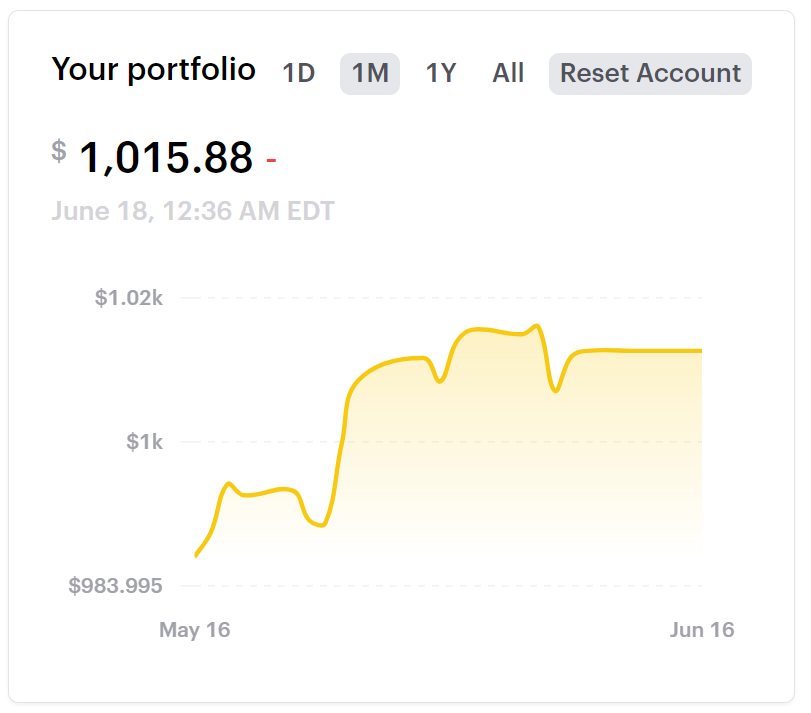 Your portfolio 1D 1M 1Y All Reset Account
$ 1,015.88 -
June 18, 12:36 AM EDT
$1.02k
$1k
$983.995
May 16 Jun 16